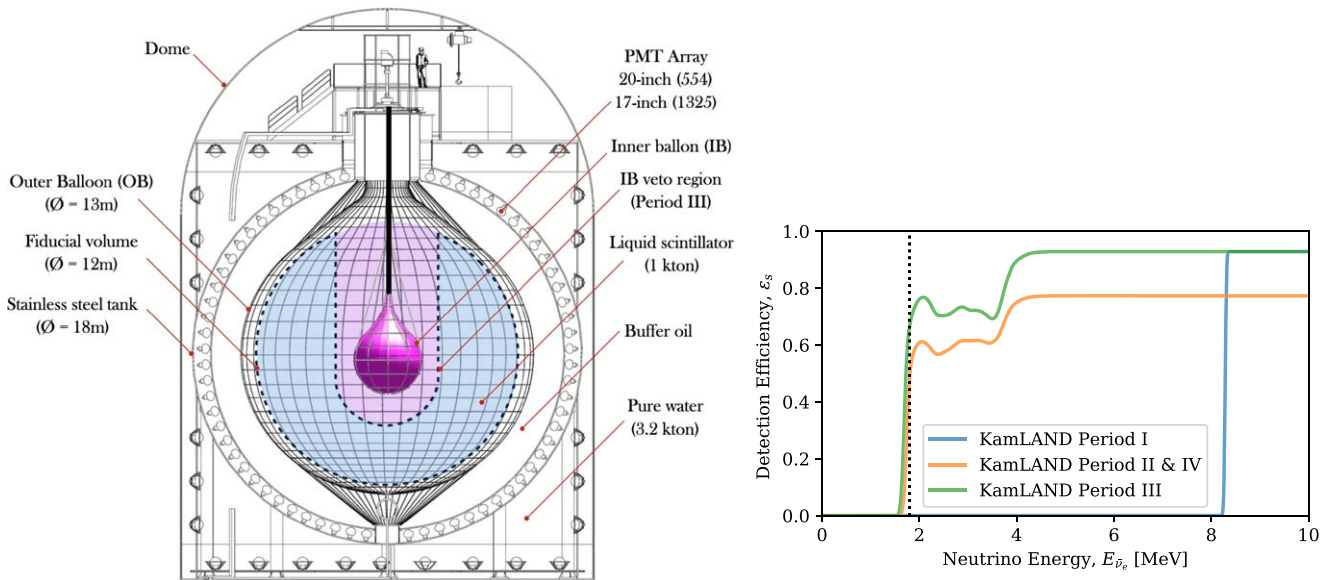 Dome
PMT Array
20-inch (554)
17-inch (1325)
Inner ballon (IB)
IB veto region
(Period III)
Liquid scintillator
(1 kton)
Buffer oil
Pure water
(3.2 kton)
Outer Balloon (OB)
(Ø = 13m)
Fiducial volume
(Ø = 12m)
Stainless steel tank
(Ø = 18m)
Detection Efficiency, εₛ
1.0
0.8
0.6
0.4
0.2
0.0
KamLAND Period I
KamLAND Period II & IV
KamLAND Period III
0 2 4 6 8 10
Neutrino Energy, E_ν̄ₑ [MeV]